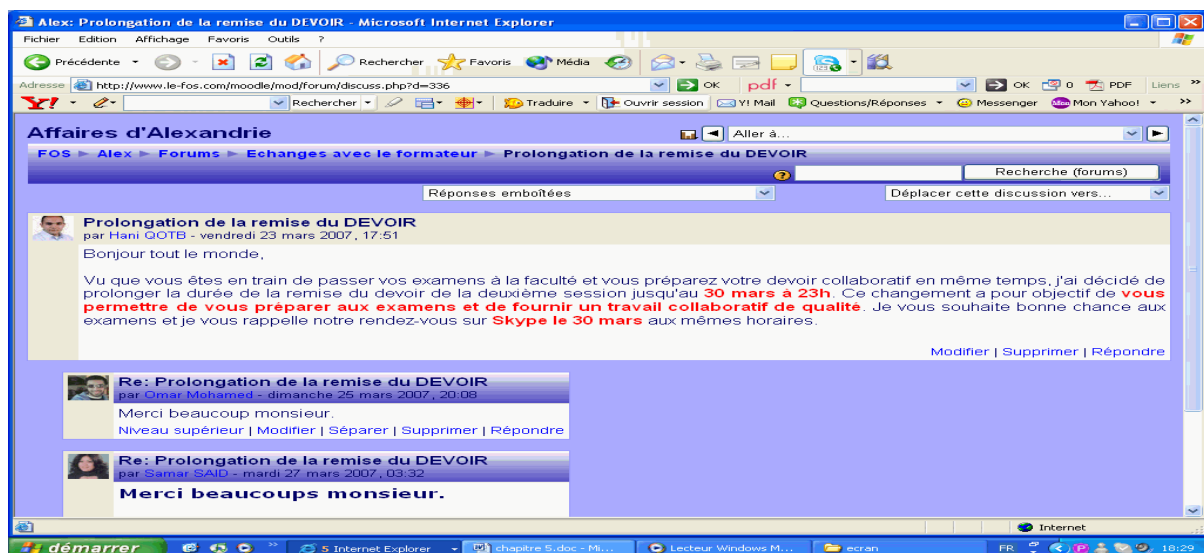 Alex: Prolongation de la remise du DEVOIR - Microsoft Internet Explorer
Fichier Edition Affichage Favoris Outils ?
Précédente Rechercher Favoris Média
Adresse http://www.le-fos.com/moodle/mod/forum/discuss.php?d=336 OK pdf OK PDF Liens »
Y! Rechercher Traduire Ouvrir session Y! Mail Questions/Réponses Messenger Mon Yahoo! »
Affaires d'Alexandrie Aller à...
FOS ► Alex ► Forums ► Echanges avec le formateur ► Prolongation de la remise du DEVOIR
? Recherche (forums)
Réponses emboîtées Déplacer cette discussion vers...
Prolongation de la remise du DEVOIR
par Hani QOTB - vendredi 23 mars 2007, 17:51
Bonjour tout le monde,
Vu que vous êtes en train de passer vos examens à la faculté et vous préparez votre devoir collaboratif en même temps, j'ai décidé de
prolonger la durée de la remise du devoir de la deuxième session jusqu'au 30 mars à 23h. Ce changement a pour objectif de vous
permettre de vous préparer aux examens et de fournir un travail collaboratif de qualité. Je vous souhaite bonne chance aux
examens et je vous rappelle notre rendez-vous sur Skype le 30 mars aux mêmes horaires.
Modifier | Supprimer | Répondre
Re: Prolongation de la remise du DEVOIR
par Omar Mohamed - dimanche 25 mars 2007, 20:08
Merci beaucoup monsieur.
Niveau supérieur | Modifier | Séparer | Supprimer | Répondre
Re: Prolongation de la remise du DEVOIR
par Samar SAID - mardi 27 mars 2007, 03:32
Merci beaucoups monsieur.
Internet
démarrer » 5 Internet Explorer chapitre 5.doc - Mi... Lecteur Windows M... ecran FR 18:29